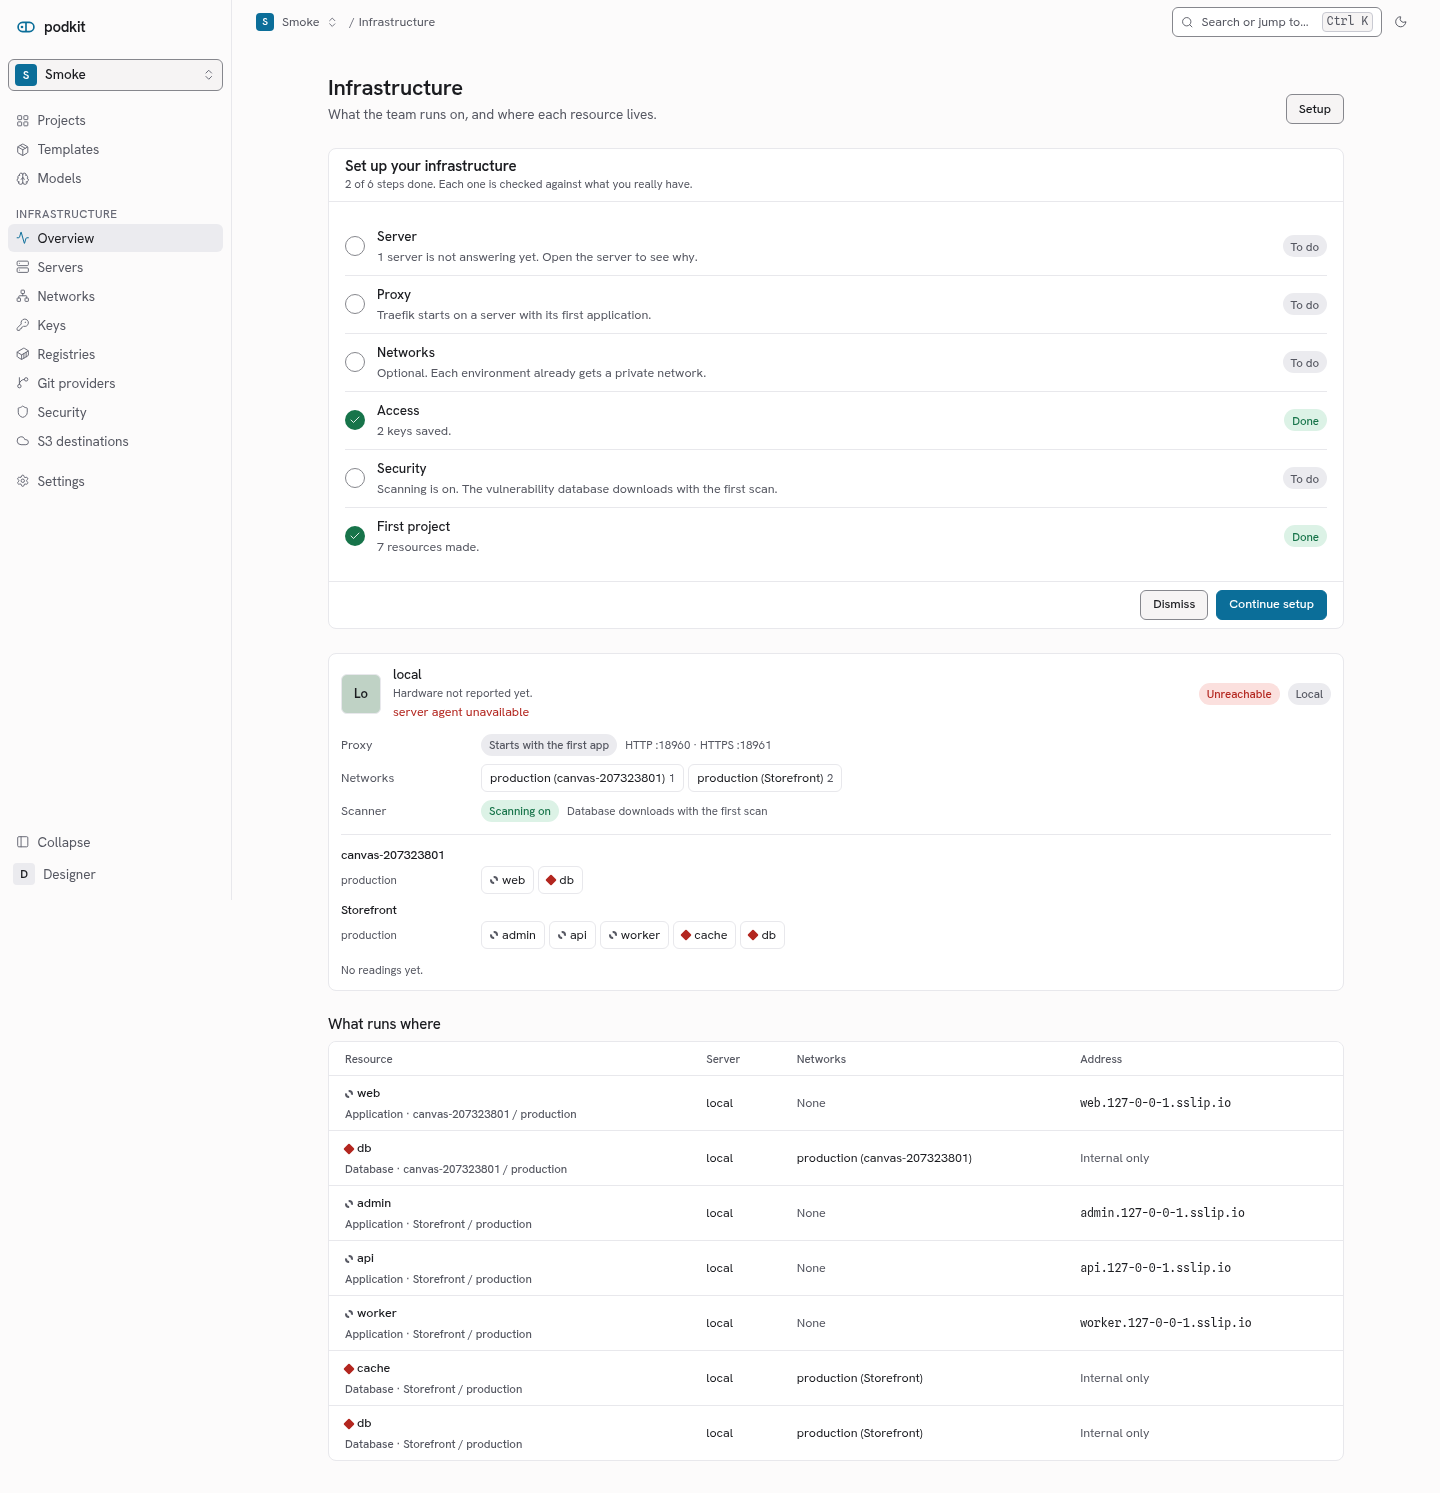 podkit
S Smoke
Projects
Templates
Models
INFRASTRUCTURE
Overview
Servers
Networks
Keys
Registries
Git providers
Security
S3 destinations
Settings
Collapse
D Designer
S Smoke / Infrastructure
Search or jump to... Ctrl K
Infrastructure
What the team runs on, and where each resource lives.
Setup
Set up your infrastructure
2 of 6 steps done. Each one is checked against what you really have.
Server
1 server is not answering yet. Open the server to see why.
To do
Proxy
Traefik starts on a server with its first application.
To do
Networks
Optional. Each environment already gets a private network.
To do
Access
2 keys saved.
Done
Security
Scanning is on. The vulnerability database downloads with the first scan.
To do
First project
7 resources made.
Done
Dismiss Continue setup
Lo
local
Hardware not reported yet.
server agent unavailable
Unreachable Local
Proxy Starts with the first app HTTP :18960 · HTTPS :18961
Networks production (canvas-207323801) 1 production (Storefront) 2
Scanner Scanning on Database downloads with the first scan
canvas-207323801
production web db
Storefront
production admin api worker cache db
No readings yet.
What runs where
Resource Server Networks Address
web
Application · canvas-207323801 / production
local None web.127-0-0-1.sslip.io
db
Database · canvas-207323801 / production
local production (canvas-207323801) Internal only
admin
Application · Storefront / production
local None admin.127-0-0-1.sslip.io
api
Application · Storefront / production
local None api.127-0-0-1.sslip.io
worker
Application · Storefront / production
local None worker.127-0-0-1.sslip.io
cache
Database · Storefront / production
local production (Storefront) Internal only
db
Database · Storefront / production
local production (Storefront) Internal only